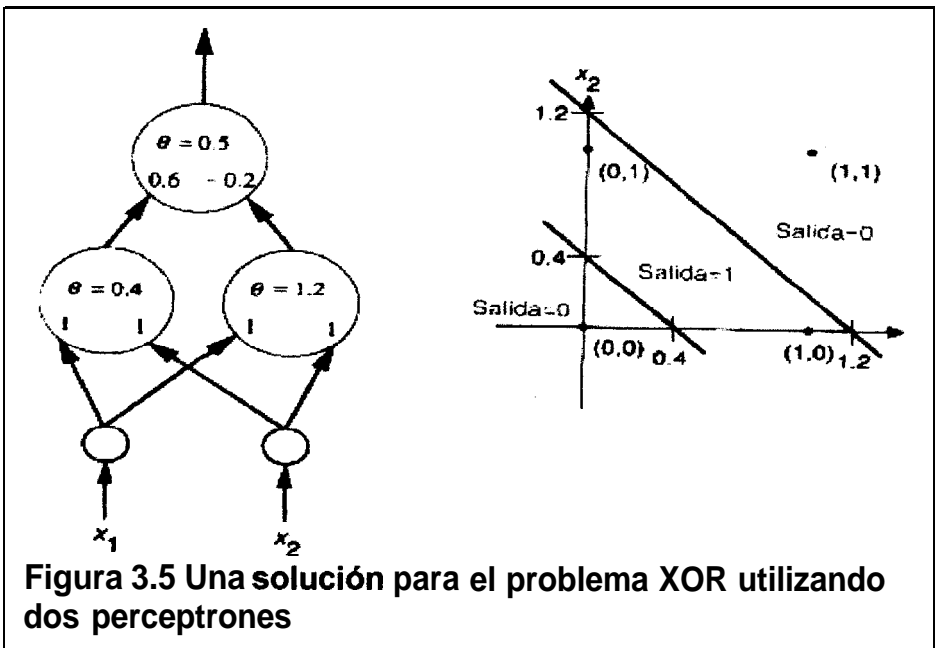 θ = 0.5
0.6 -0.2
θ = 0.4
1 1
θ = 1.2
1 1
x1
x2
x2
1.2
(0,1)
(1,1)
Salida=0
0.4
Salida=1
Salida=0
(0,0)
0.4
(1,0)
1.2
Figura 3.5 Una solución para el problema XOR utilizando
dos perceptrones